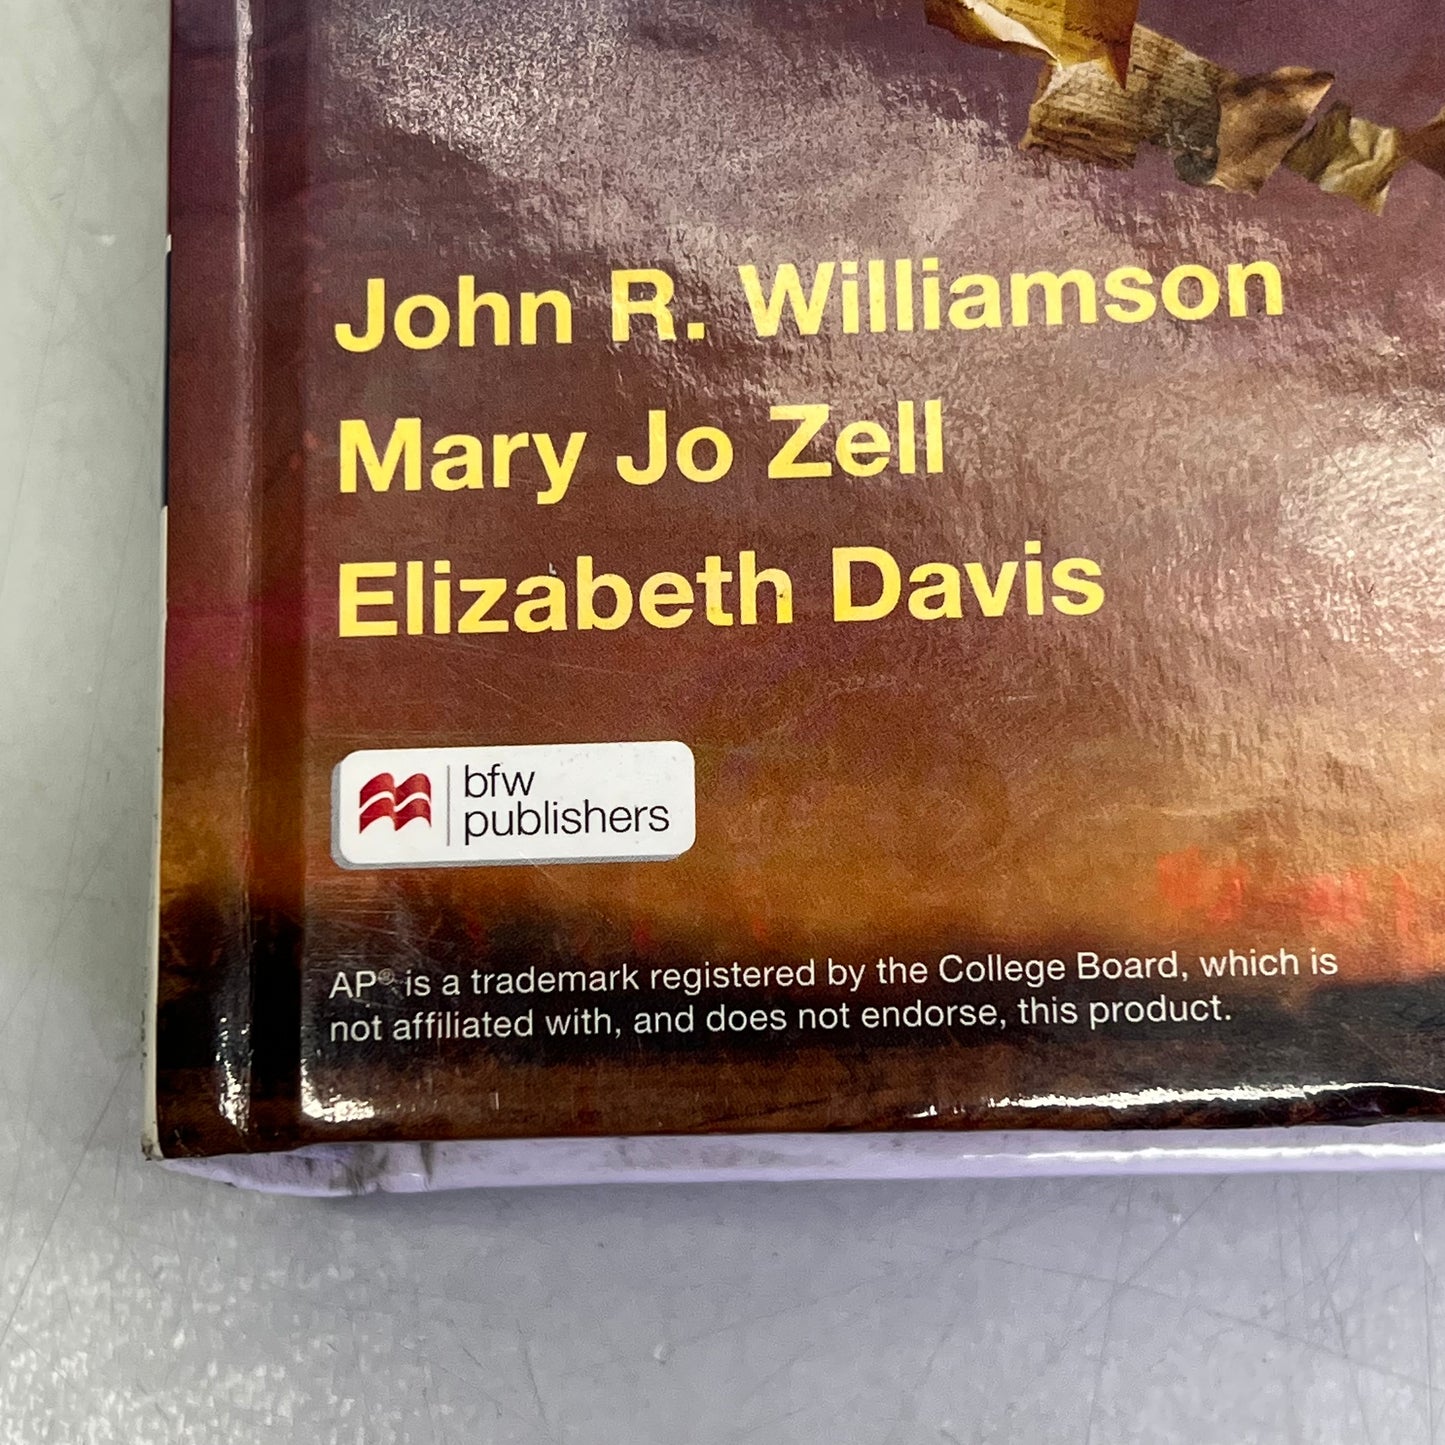 John R. Williamson
Mary Jo Zell
Elizabeth Davis
bfw
publishers
AP® is a trademark registered by the College Board, which is
not affiliated with, and does not endorse, this product.